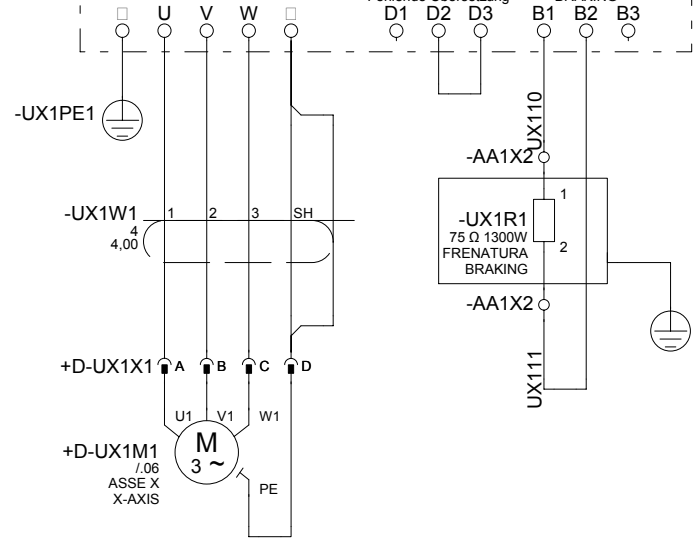 U V W D1 D2 D3 B1 B2 B3
-UX1PE1
UX110
-AA1X2
-UX1W1 1 2 3 SH
4
4,00
-UX1R1
75 Ω 1300W
FRENATURA
BRAKING
1
2
-AA1X2
UX111
+D-UX1X1 A B C D
U1 V1 W1
+D-UX1M1
/.06
ASSE X
X-AXIS
M
3 ~
PE